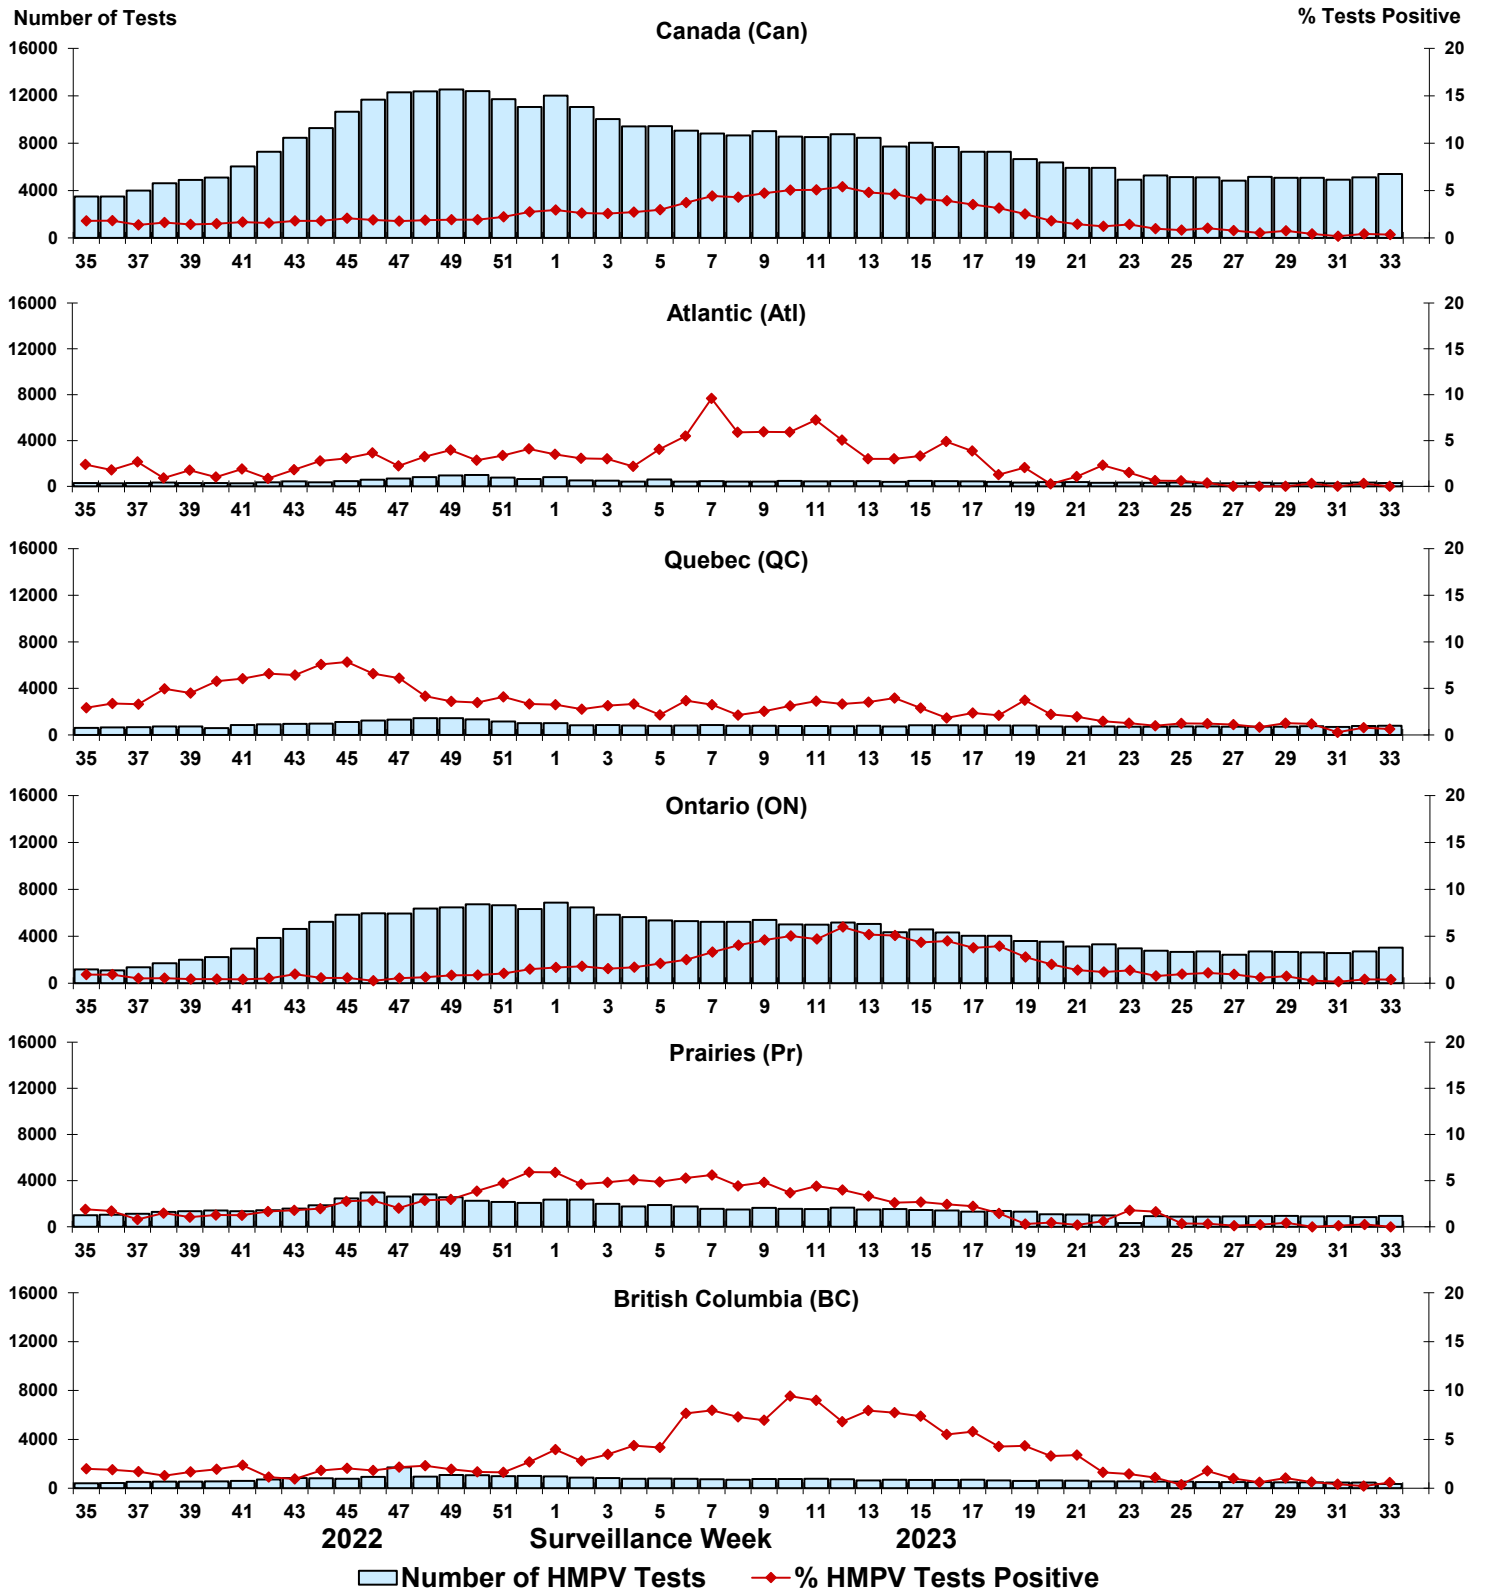 Number of Tests
% Tests Positive
Canada (Can)
16000 20
12000 15
8000 10
4000 5
0 0
35 37 39 41 43 45 47 49 51 1 3 5 7 9 11 13 15 17 19 21 23 25 27 29 31 33
Atlantic (Atl)
16000 20
12000 15
8000 10
4000 5
0 0
35 37 39 41 43 45 47 49 51 1 3 5 7 9 11 13 15 17 19 21 23 25 27 29 31 33
Quebec (QC)
16000 20
12000 15
8000 10
4000 5
0 0
35 37 39 41 43 45 47 49 51 1 3 5 7 9 11 13 15 17 19 21 23 25 27 29 31 33
Ontario (ON)
16000 20
12000 15
8000 10
4000 5
0 0
35 37 39 41 43 45 47 49 51 1 3 5 7 9 11 13 15 17 19 21 23 25 27 29 31 33
Prairies (Pr)
16000 20
12000 15
8000 10
4000 5
0 0
35 37 39 41 43 45 47 49 51 1 3 5 7 9 11 13 15 17 19 21 23 25 27 29 31 33
British Columbia (BC)
16000 20
12000 15
8000 10
4000 5
0 0
35 37 39 41 43 45 47 49 51 1 3 5 7 9 11 13 15 17 19 21 23 25 27 29 31 33
2022 Surveillance Week 2023
Number of HMPV Tests % HMPV Tests Positive